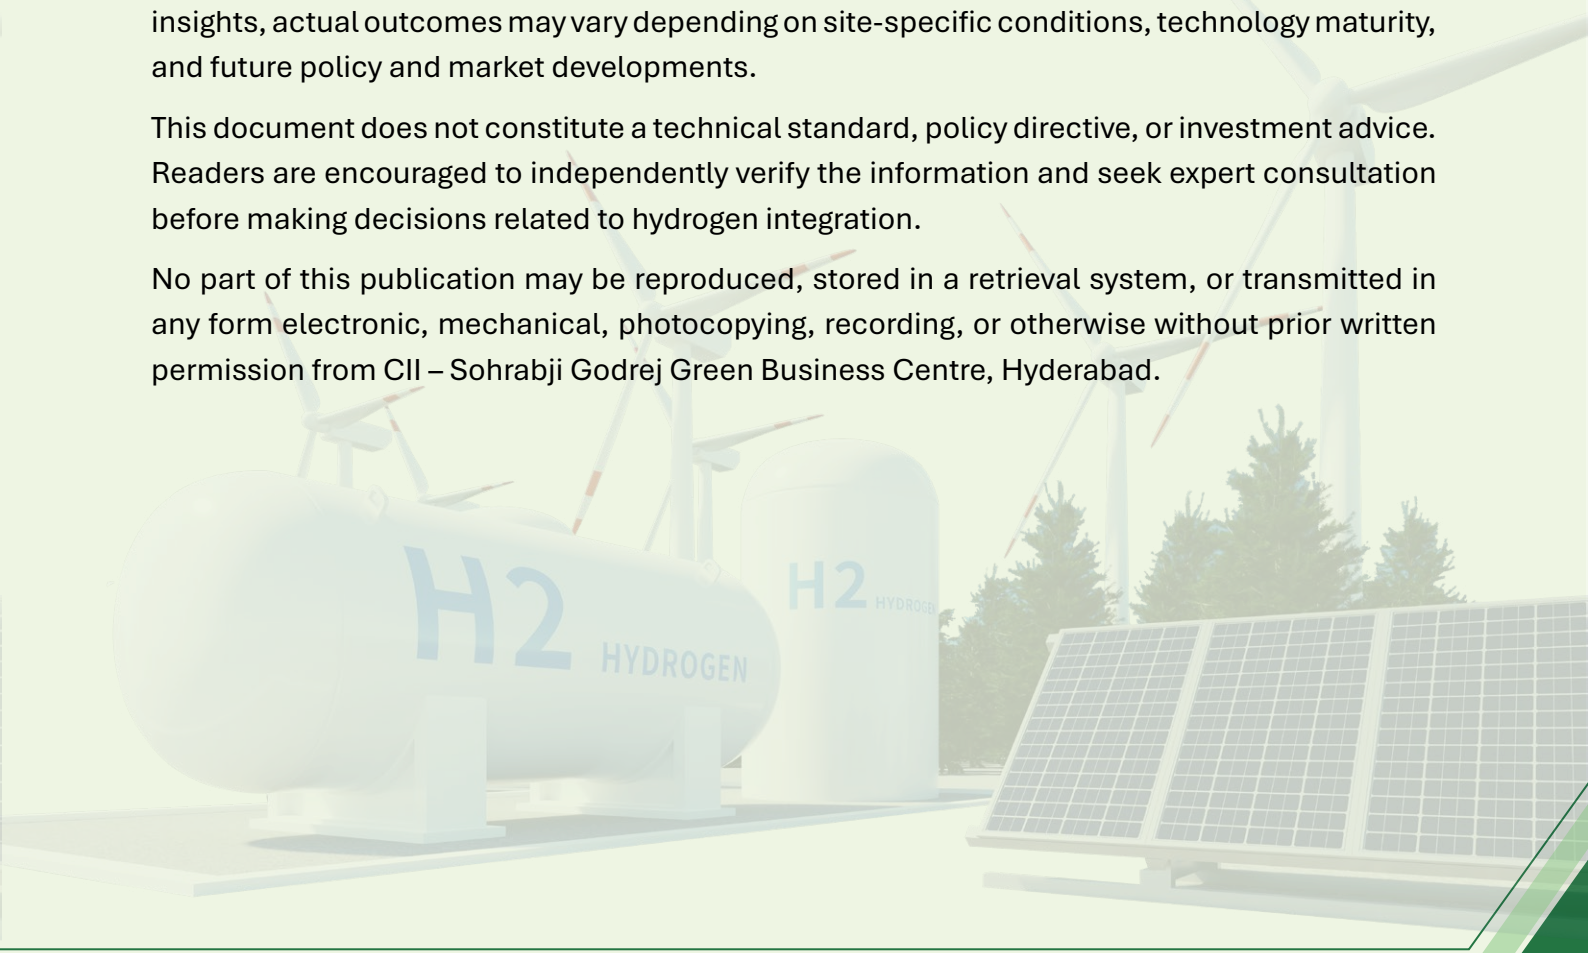 insights, actual outcomes may vary depending on site-specific conditions, technology maturity,
and future policy and market developments.
This document does not constitute a technical standard, policy directive, or investment advice.
Readers are encouraged to independently verify the information and seek expert consultation
before making decisions related to hydrogen integration.
No part of this publication may be reproduced, stored in a retrieval system, or transmitted in
any form electronic, mechanical, photocopying, recording, or otherwise without prior written
permission from CII – Sohrabji Godrej Green Business Centre, Hyderabad.
H2 HYDROGEN
H2 HYDROGEN